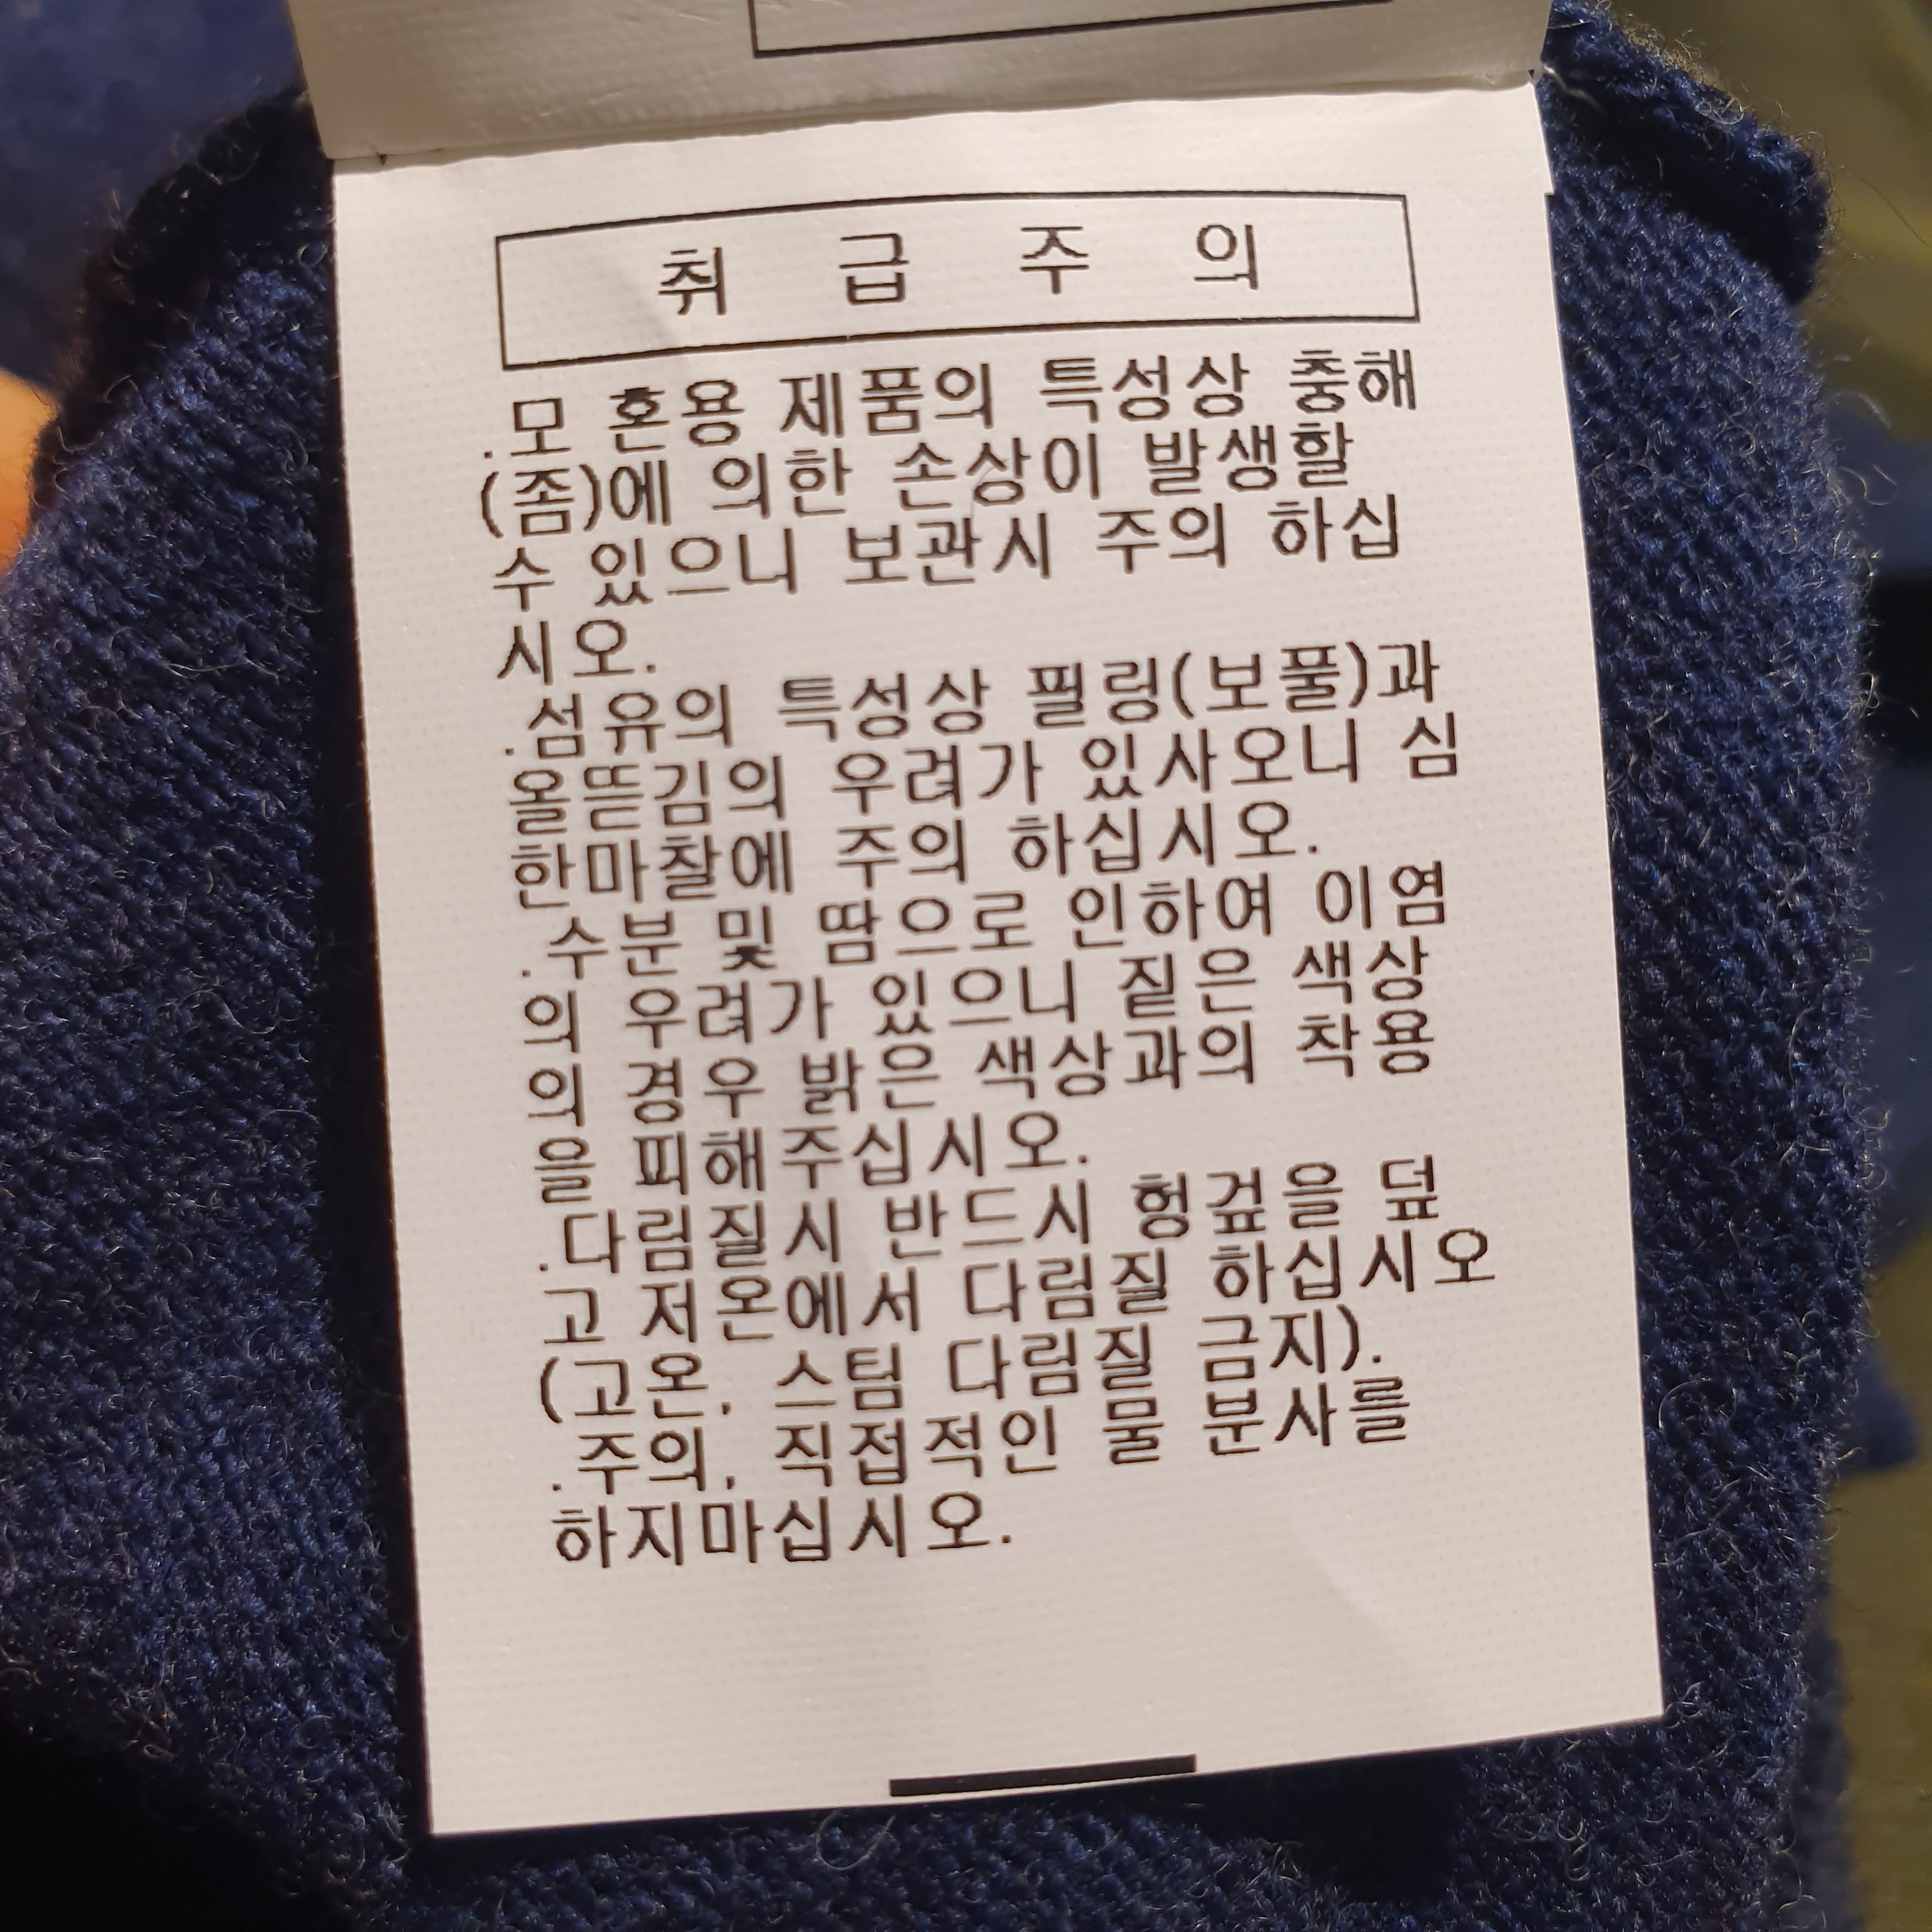 취 급 주 의
.모 혼용 제품의 특성상 충해
(좀)에 의한 손상이 발생할
수 있으니 보관시 주의 하십
시오.
.섬유의 특성상 필링(보풀)과
올뜯김의 우려가 있사오니 심
한마찰에 주의 하십시오.
.수분 및 땀으로 인하여 이염
의 우려가 있으니 짙은 색상
의 경우 밝은 색상과의 착용
을 피해주십시오.
.다림질시 반드시 헝겊을 덮
고 저온에서 다림질 하십시오
(고온, 스팀 다림질 금지).
.주의, 직접적인 물 분사를
하지마십시오.